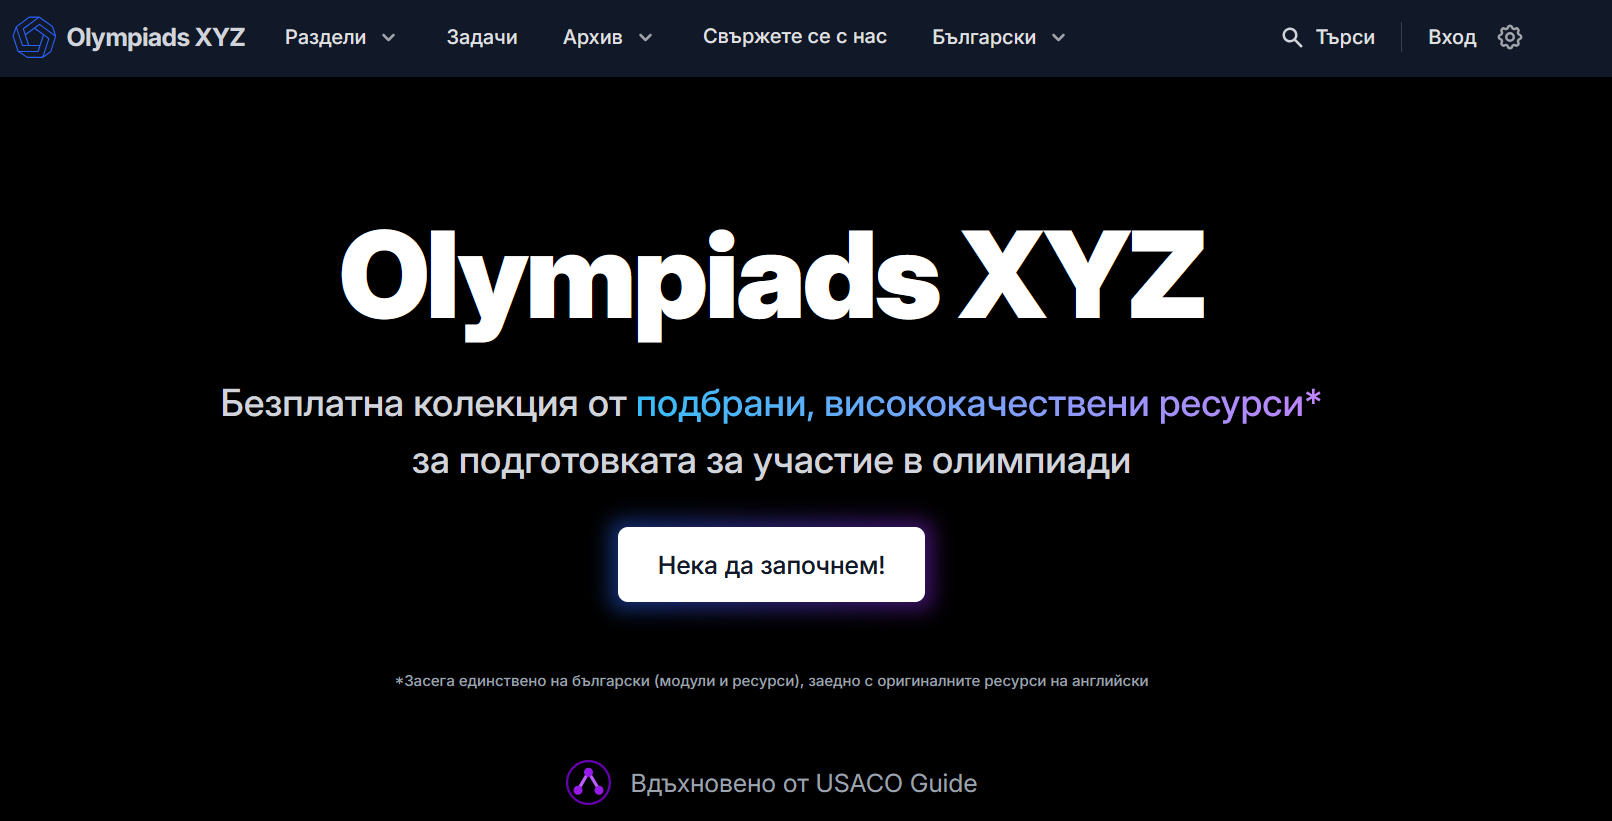 Olympiads XYZ Раздели Задачи Архив Свържете се с нас Български Търси Вход
Olympiads XYZ
Безплатна колекция от подбрани, висококачествени ресурси*
за подготовката за участие в олимпиади
Нека да започнем!
*Засега единствено на български (модули и ресурси), заедно с оригиналните ресурси на английски
Вдъхновено от USACO Guide